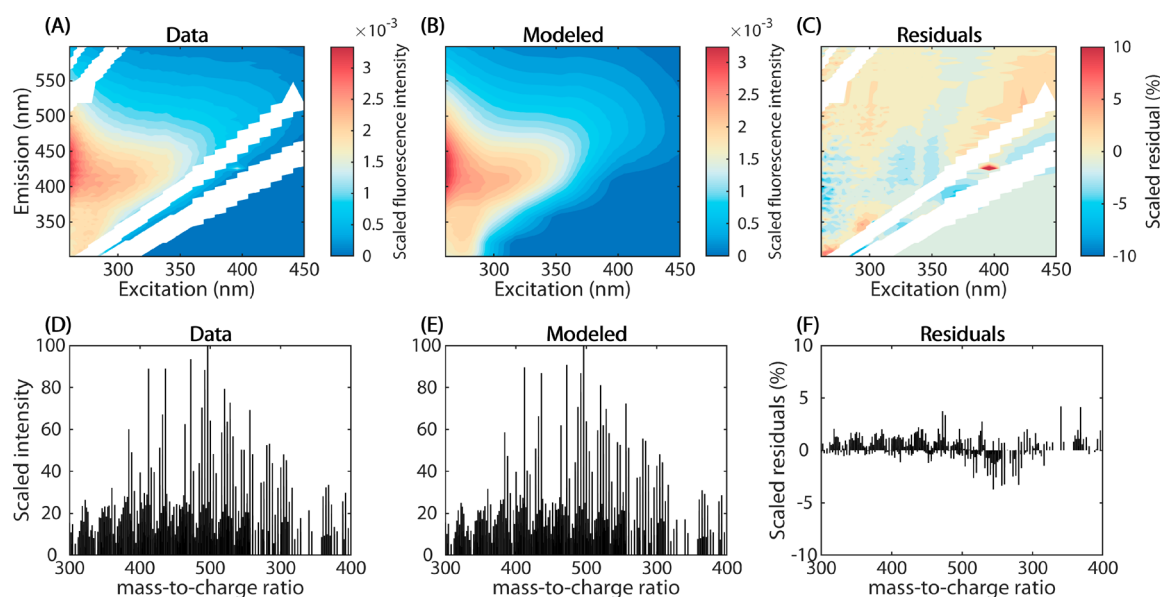 (A)
Data
×10⁻³
(B)
Modeled
×10⁻³
(C)
Residuals
Emission (nm)
550
500
450
400
350
300
350
400
450
Excitation (nm)
3
2.5
2
1.5
1
0.5
0
Scaled fluorescence intensity
300
350
400
450
Excitation (nm)
3
2.5
2
1.5
1
0.5
0
Scaled fluorescence intensity
300
350
400
450
Excitation (nm)
10
5
0
-5
-10
Scaled residual (%)
(D)
Data
(E)
Modeled
(F)
Residuals
Scaled intensity
100
80
60
40
20
0
300
400
500
300
400
mass-to-charge ratio
100
80
60
40
20
0
300
400
500
300
400
mass-to-charge ratio
Scaled residuals (%)
10
5
0
-5
-10
300
400
500
300
400
mass-to-charge ratio